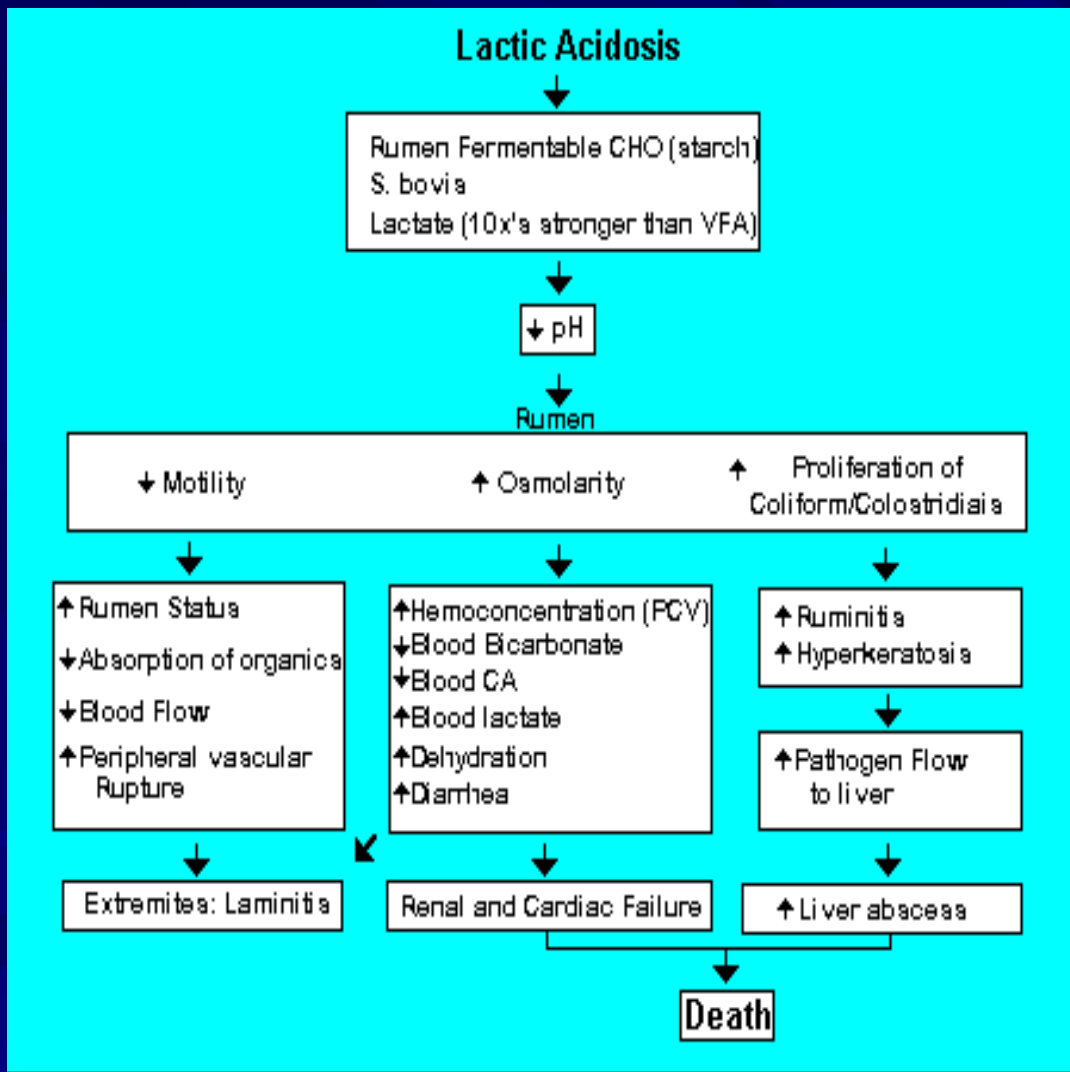 Lactic Acidosis
Rumen Fermentable CHO (starch)
S. bovis
Lactate (10x's stronger than VFA)
↓ pH
Rumen
↓ Motility
↑ Osmolarity
↑ Proliferation of
Coliform/Colostridiais
↑ Rumen Status
↓ Absorption of organics
↓ Blood Flow
↑ Peripheral vascular
Rupture
↑ Hemoconcentration (PCV)
↓ Blood Bicarbonate
↓ Blood CA
↑ Blood lactate
↑ Dehydration
↑ Diarrhea
↑ Ruminitis
↑ Hyperkeratosis
↑ Pathogen Flow
to liver
Extremites: Laminitis
Renal and Cardiac Failure
↑ Liver abscess
Death